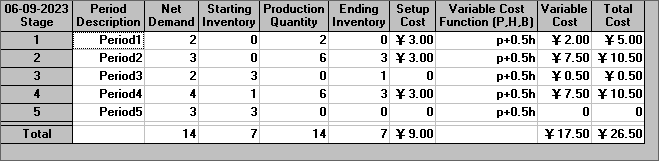 06-09-2023 Stage Period Description Net Demand Starting Inventory Production Quantity Ending Inventory Setup Cost Variable Cost Function (P,H,B) Variable Cost Total Cost
1 Period1 2 0 2 0 ¥ 3.00 p+0.5h ¥ 2.00 ¥ 5.00
2 Period2 3 0 6 3 ¥ 3.00 p+0.5h ¥ 7.50 ¥ 10.50
3 Period3 2 3 0 1 0 p+0.5h ¥ 0.50 ¥ 0.50
4 Period4 4 1 6 3 ¥ 3.00 p+0.5h ¥ 7.50 ¥ 10.50
5 Period5 3 3 0 0 0 p+0.5h 0 0
Total 14 7 14 7 ¥ 9.00 ¥ 17.50 ¥ 26.50